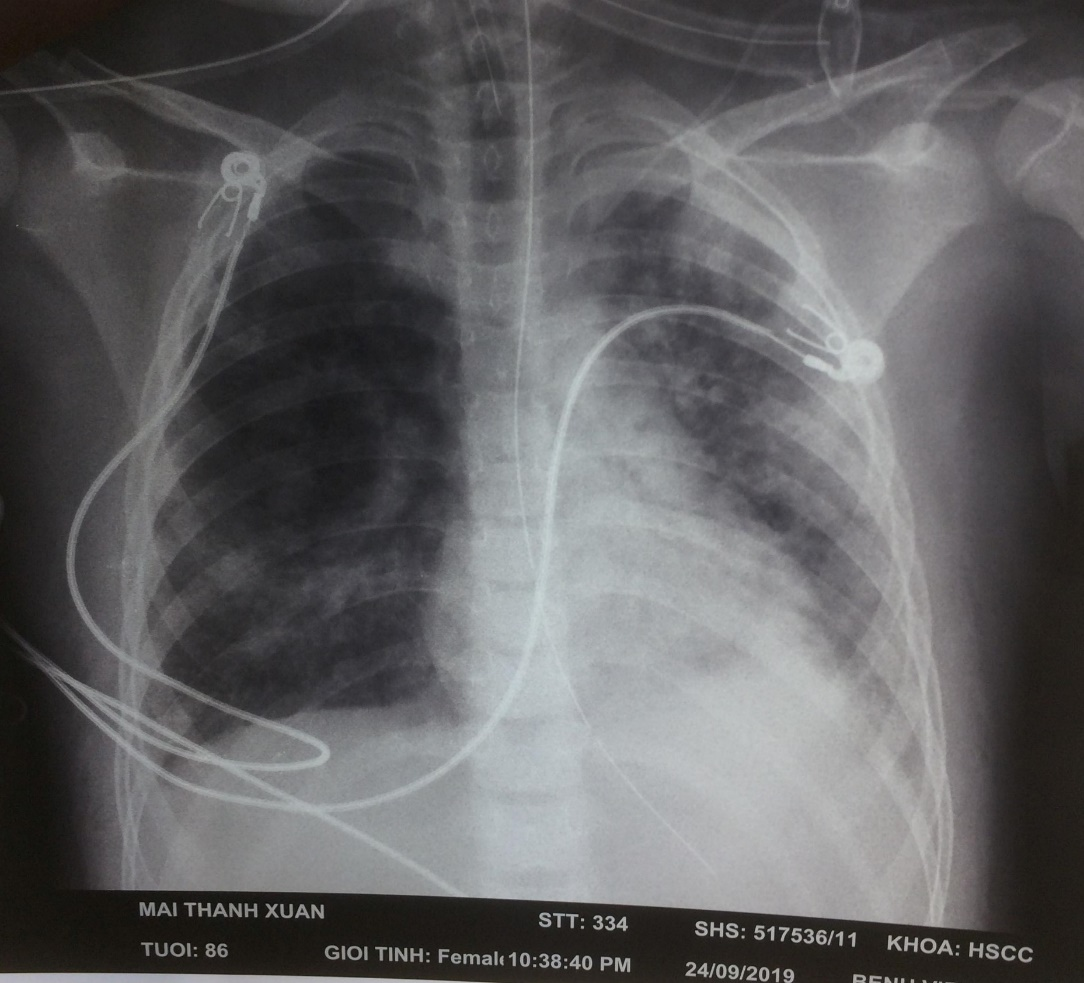 MAI THANH XUAN STT: 334 SHS: 517536/11 KHOA: HSCC
TUOI: 86 GIOI TINH: Femal 10:38:40 PM 24/09/2019